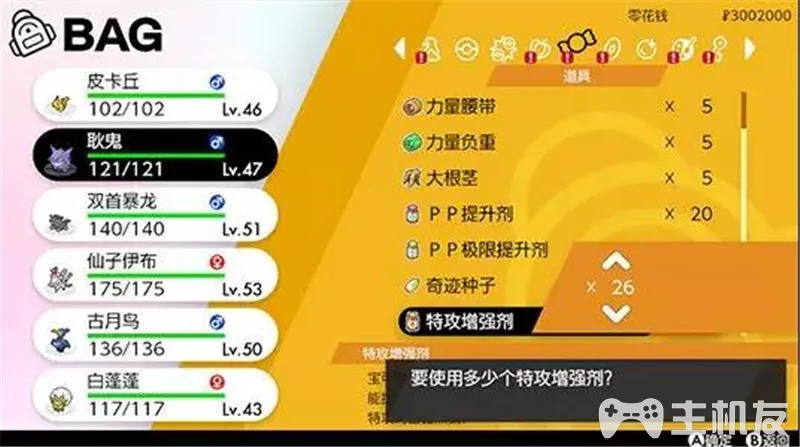 BAG
零花钱
₽3002000
皮卡丘
102/102 Lv.46
耿鬼
121/121 Lv.47
双首暴龙
140/140 Lv.51
仙子伊布
175/175 Lv.53
古月鸟
136/136 Lv.50
白蓬蓬
117/117 Lv.43
道具
力量腰带 × 5
力量负重 × 5
大根茎 × 5
ＰＰ提升剂 × 20
ＰＰ极限提升剂
奇迹种子
特攻增强剂
× 26
特攻增强剂
要使用多少个特攻增强剂?
主机友